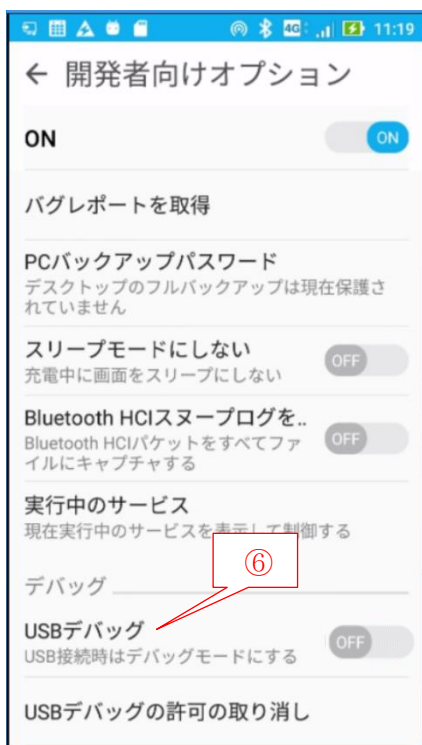 4G 11:19
← 開発者向けオプション
ON ON
バグレポートを取得
PCバックアップパスワード
デスクトップのフルバックアップは現在保護さ
れていません
スリープモードにしない
充電中に画面をスリープにしない
OFF
Bluetooth HCIスヌープログを..
Bluetooth HCIパケットをすべてファ
イルにキャプチャする
OFF
実行中のサービス
現在実行中のサービスを表示して制御する
⑥
デバッグ
USBデバッグ
USB接続時はデバッグモードにする
OFF
USBデバッグの許可の取り消し